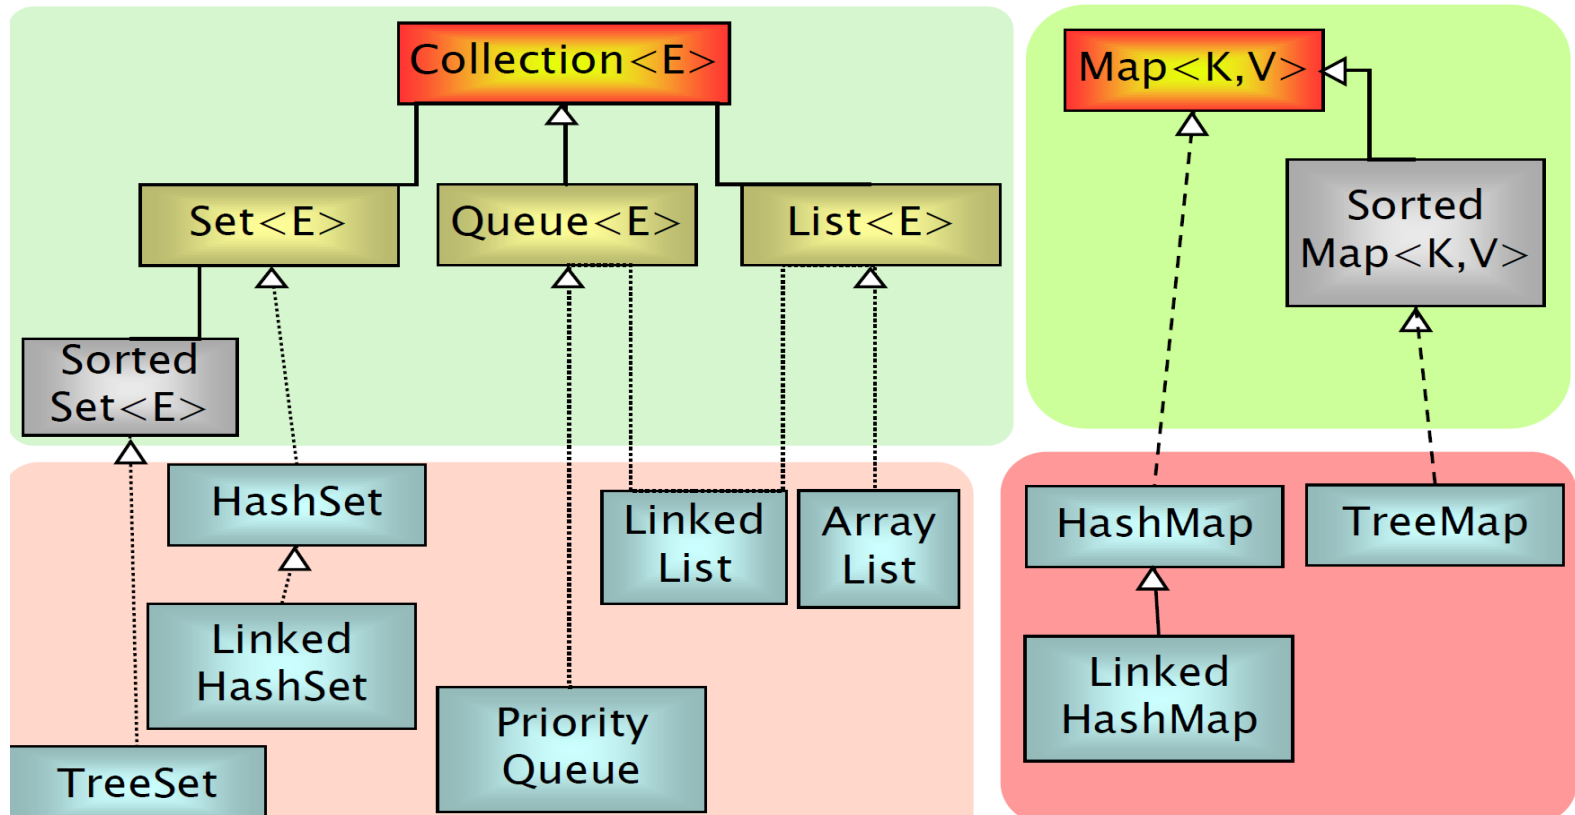 Collection<E>
Map<K,V>
Set<E>
Queue<E>
List<E>
Sorted
Map<K,V>
Sorted
Set<E>
HashSet
Linked
List
Array
List
HashMap
TreeMap
Linked
HashSet
Linked
HashMap
Priority
Queue
TreeSet